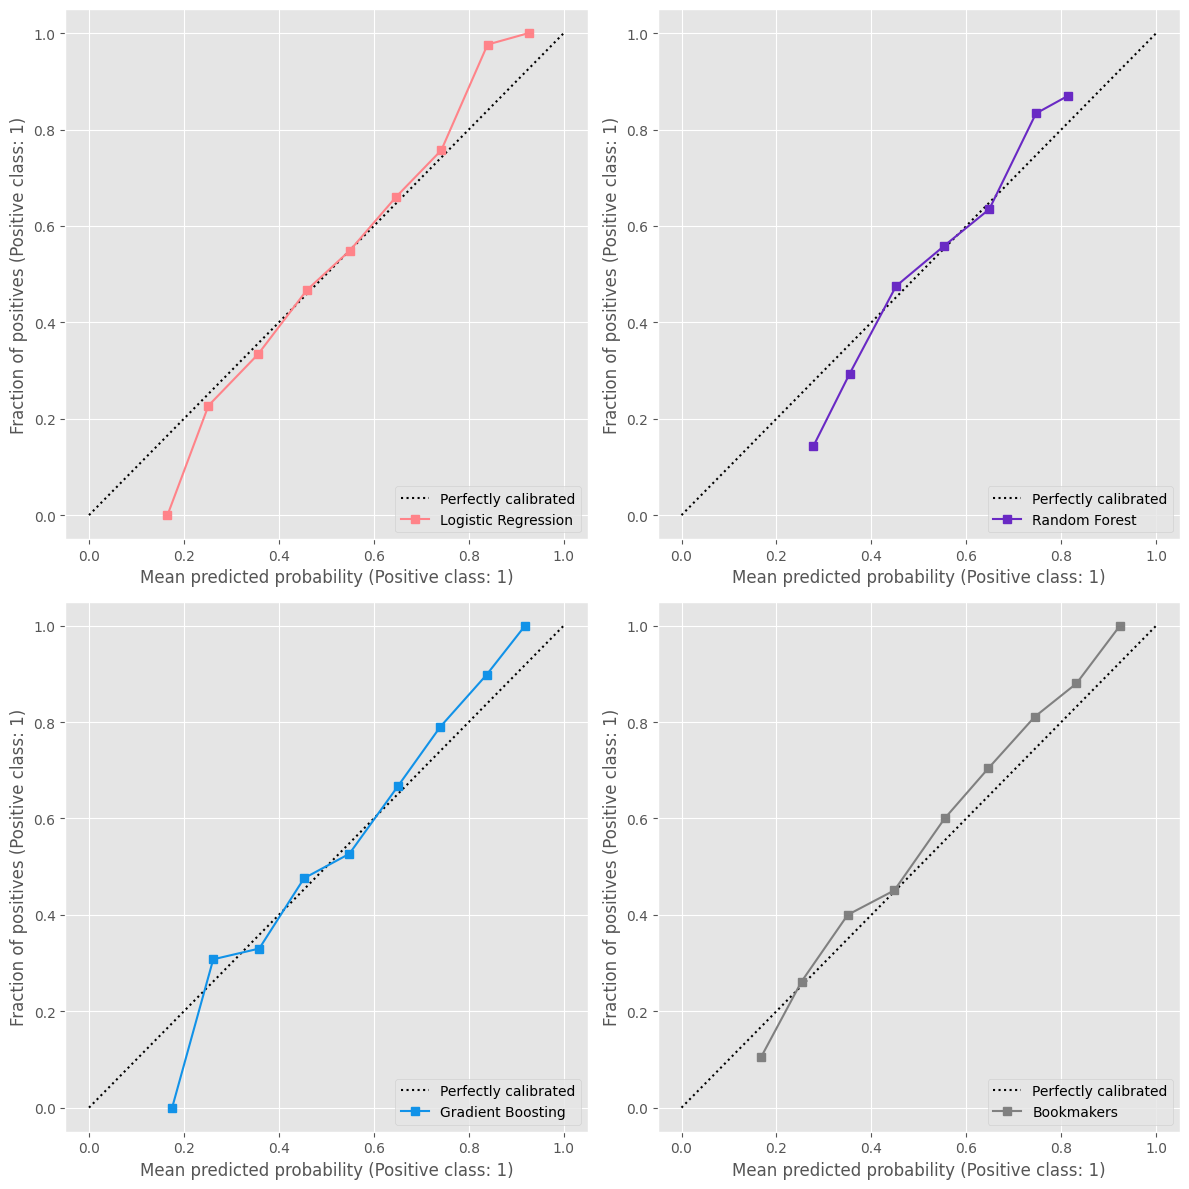 1.0
0.8
0.6
0.4
0.2
0.0
Fraction of positives (Positive class: 1)
Perfectly calibrated
Logistic Regression
0.0 0.2 0.4 0.6 0.8 1.0
Mean predicted probability (Positive class: 1)
1.0
0.8
0.6
0.4
0.2
0.0
Fraction of positives (Positive class: 1)
Perfectly calibrated
Random Forest
0.0 0.2 0.4 0.6 0.8 1.0
Mean predicted probability (Positive class: 1)
1.0
0.8
0.6
0.4
0.2
0.0
Fraction of positives (Positive class: 1)
Perfectly calibrated
Gradient Boosting
0.0 0.2 0.4 0.6 0.8 1.0
Mean predicted probability (Positive class: 1)
1.0
0.8
0.6
0.4
0.2
0.0
Fraction of positives (Positive class: 1)
Perfectly calibrated
Bookmakers
0.0 0.2 0.4 0.6 0.8 1.0
Mean predicted probability (Positive class: 1)